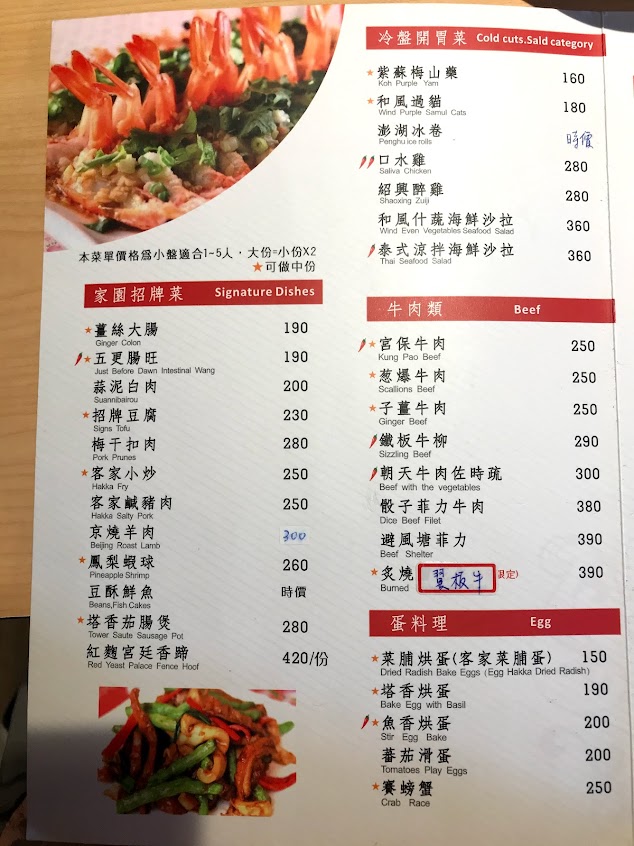 本菜單價格為小盤適合1~5人，大份=小份X2
★可做中份
家園招牌菜 Signature Dishes
★薑絲大腸 190
Ginger Colon
★五更腸旺 190
Just Before Dawn Intestinal Wang
蒜泥白肉 200
Suannibairou
★招牌豆腐 230
Signs Tofu
梅干扣肉 280
Pork Prunes
★客家小炒 250
Hakka Fry
客家鹹豬肉 250
Hakka Salty Pork
京燒羊肉 300
Beijing Roast Lamb
★鳳梨蝦球 260
Pineapple Shrimp
豆酥鮮魚 時價
Beans,Fish Cakes
★塔香茄腸煲 280
Tower Saute Sausage Pot
紅麴宮廷香蹄 420/份
Red Yeast Palace Fence Hoof
冷盤開胃菜 Cold cuts.Sald category
★紫蘇梅山藥 160
Koh Purple Yam
★和風過貓 180
Wind Purple Samul Cats
澎湖冰卷 時價
Penghu ice rolls
口水雞 280
Saliva Chicken
紹興醉雞 280
Shaoxing Zuiji
和風什蔬海鮮沙拉 360
Wind Even Vegetables Seafood Salad
泰式涼拌海鮮沙拉 360
Thai Seafood Salad
牛肉類 Beef
★宮保牛肉 250
Kung Pao Beef
★葱爆牛肉 250
Scallions Beef
★子薑牛肉 250
Ginger Beef
鐵板牛柳 290
Sizzling Beef
朝天牛肉佐時疏 300
Beef with the vegetables
骰子菲力牛肉 380
Dice Beef Filet
避風塘菲力 390
Beef Shelter
★炙燒 翼板牛 限定) 390
Burned
蛋料理 Egg
★菜脯烘蛋(客家菜脯蛋) 150
Dried Radish Bake Eggs (Egg Hakka Dried Radish)
★塔香烘蛋 190
Bake Egg with Basil
★魚香烘蛋 200
Stir Egg Bake
蕃茄滑蛋 200
Tomatoes Play Eggs
★賽螃蟹 250
Crab Race